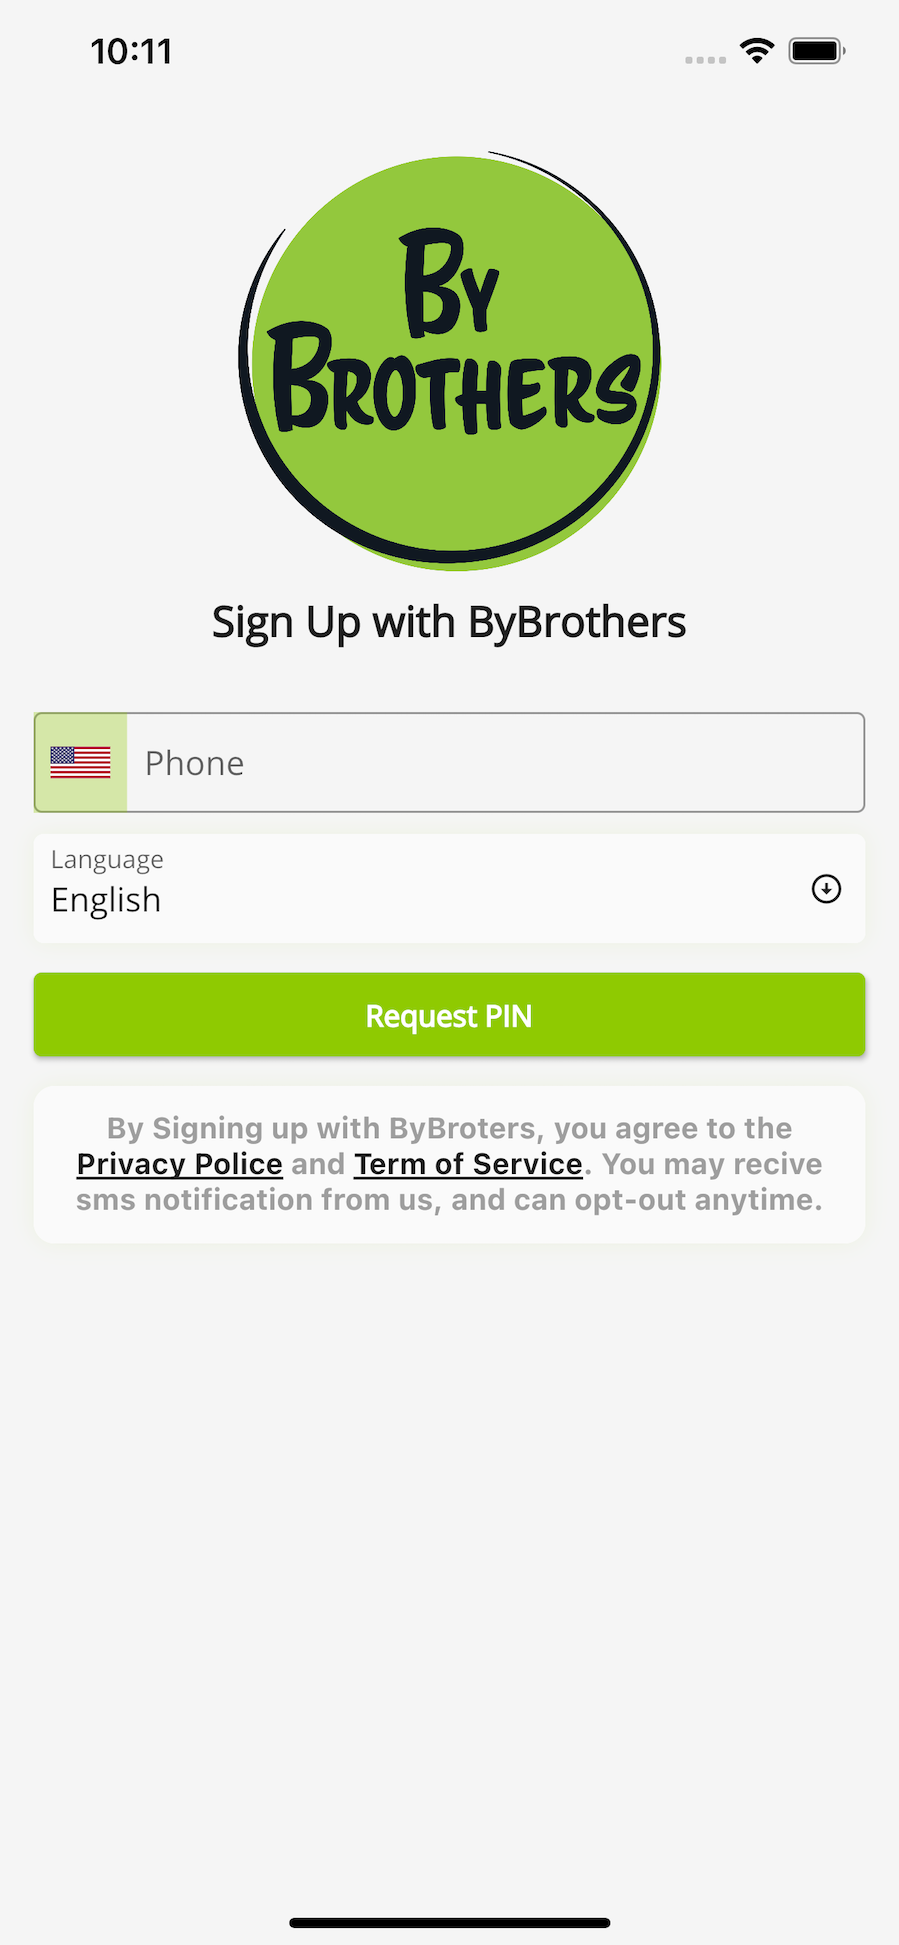 10:11
By
Brothers
Sign Up with ByBrothers
Phone
Language
English
Request PIN
By Signing up with ByBroters, you agree to the
Privacy Police and Term of Service. You may recive
sms notification from us, and can opt-out anytime.